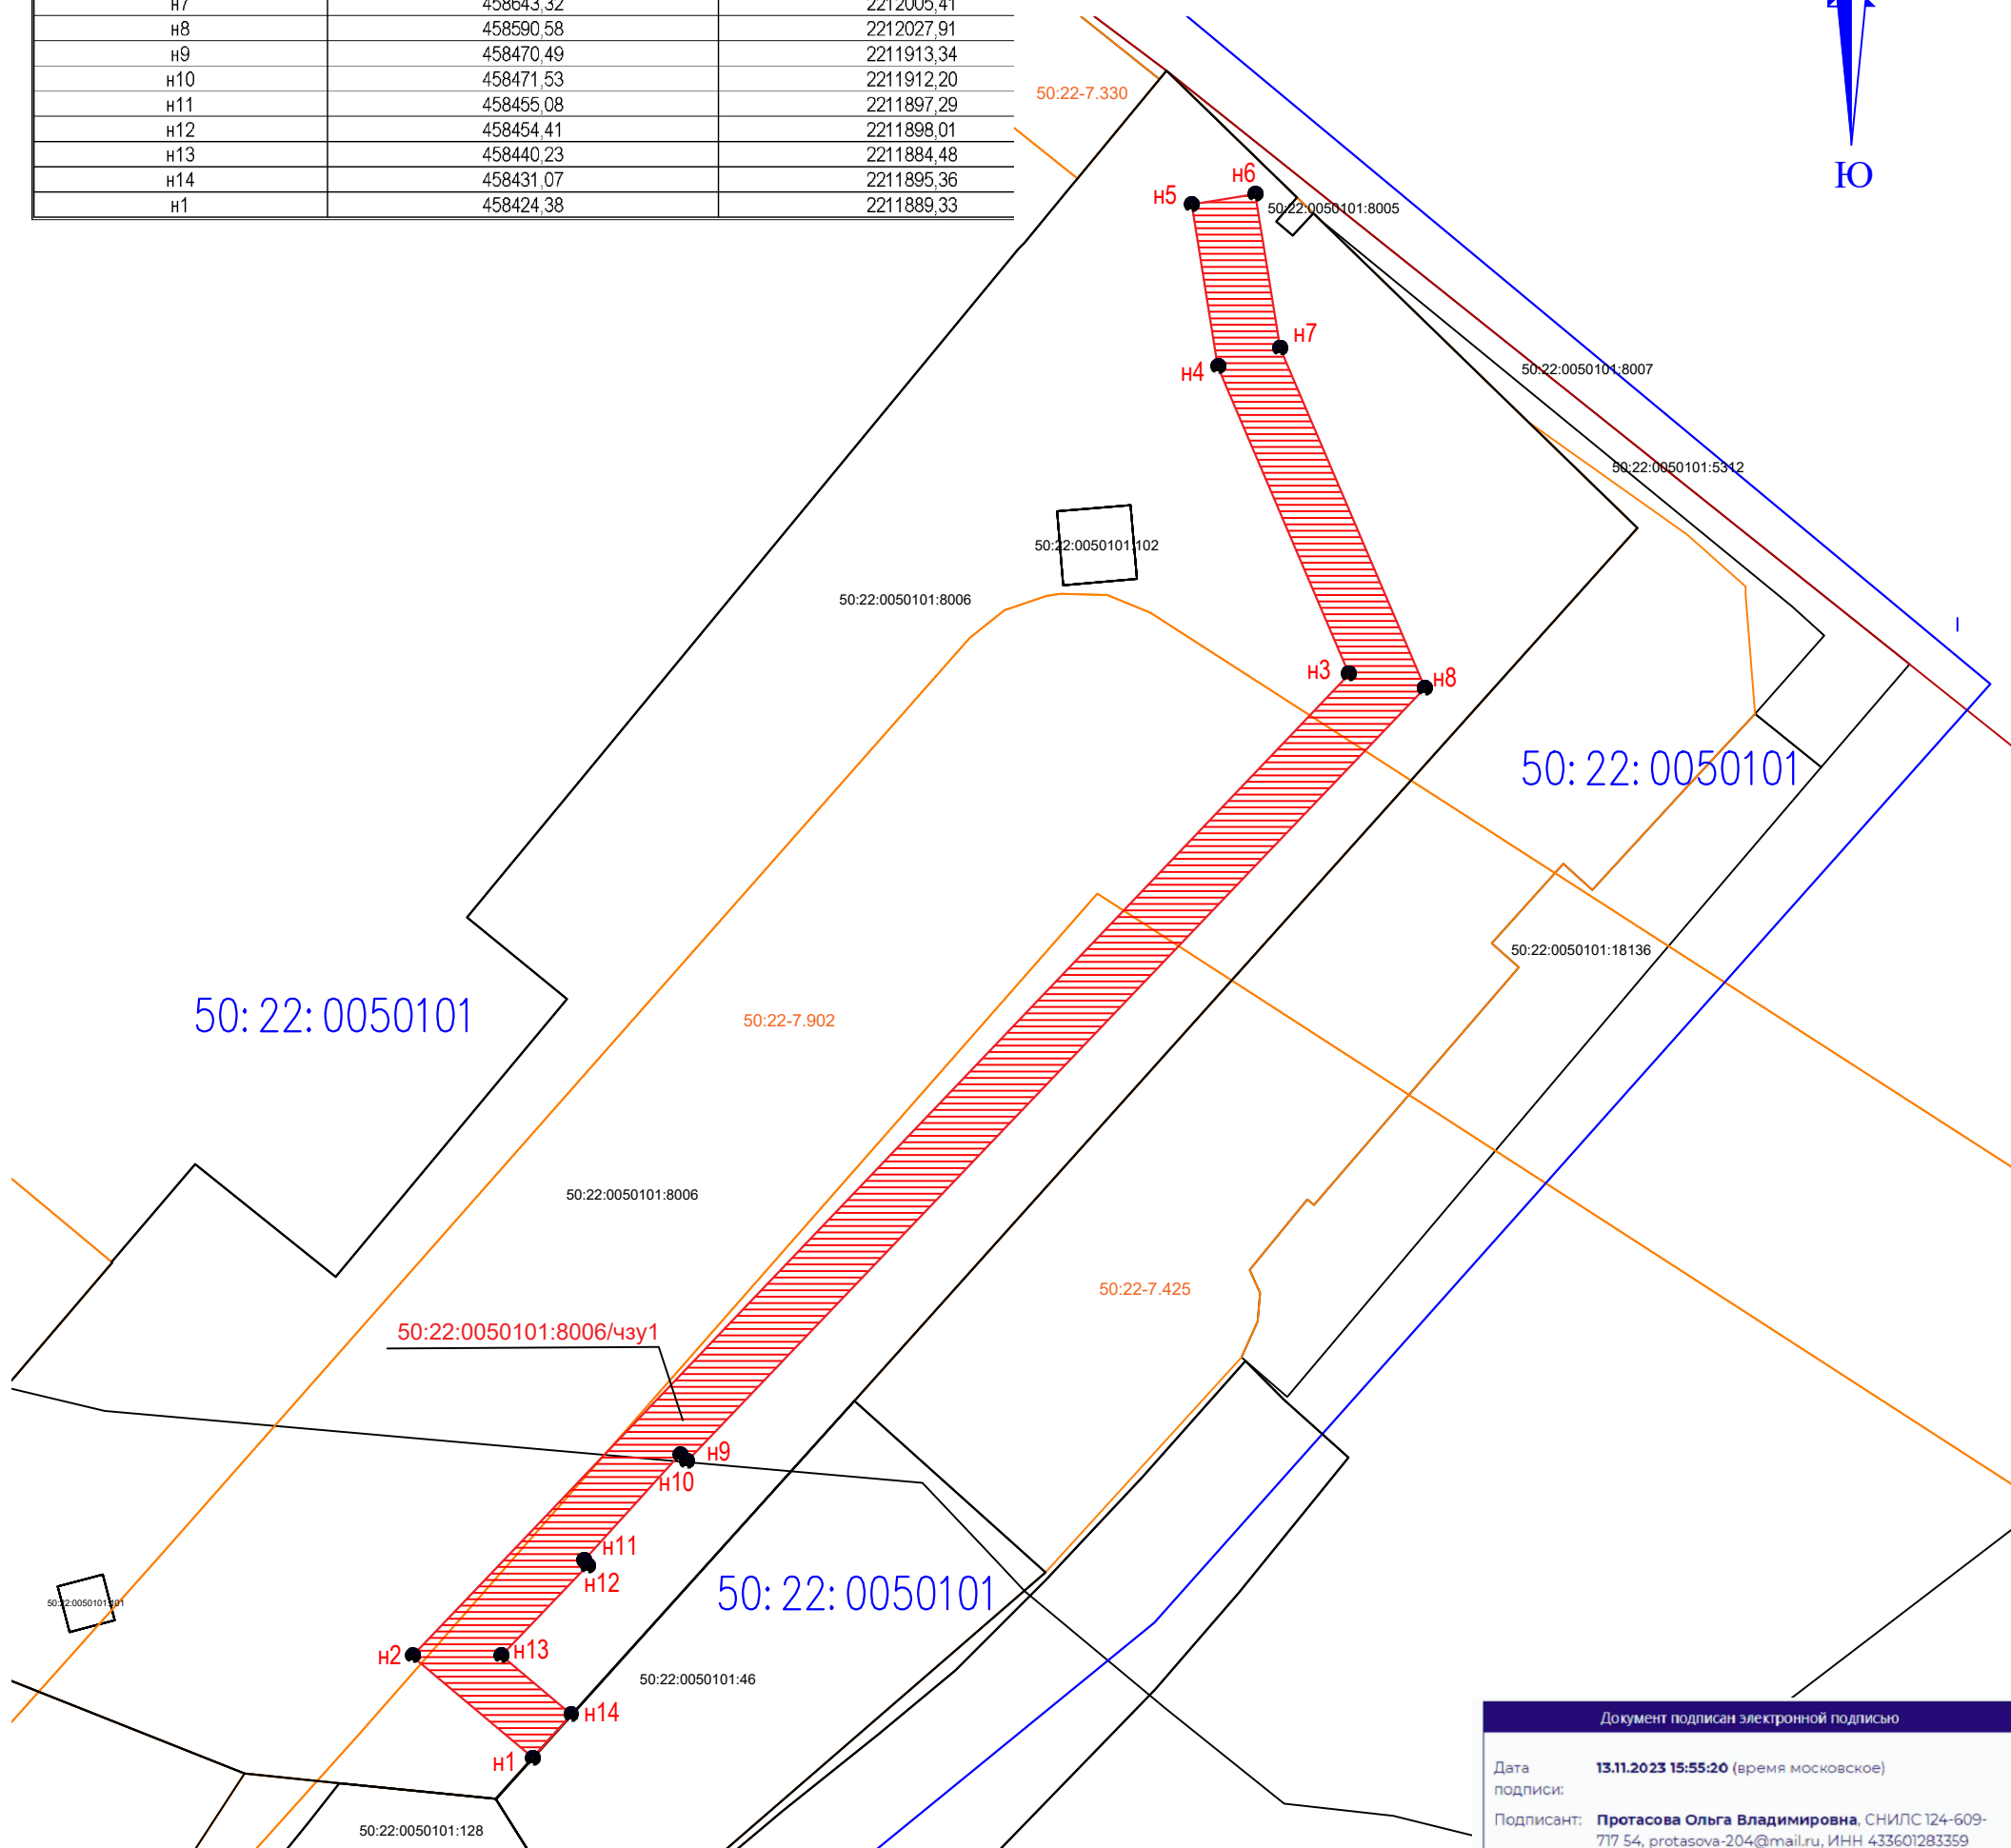 н7 458643,32 2212005,41
н8 458590,58 2212027,91
н9 458470,49 2211913,34
н10 458471,53 2211912,20
н11 458455,08 2211897,29
н12 458454,41 2211898,01
н13 458440,23 2211884,48
н14 458431,07 2211895,36
н1 458424,38 2211889,33
50:22-7.330
Ю
н6
н5
50:22:0050101:8005
н7
н4
50:22:0050101:8007
50:22:0050101:5312
50:22:0050101:102
50:22:0050101:8006
н3
н8
50:22:0050101
50:22:0050101:18136
50:22:0050101
50:22-7.902
50:22:0050101:8006
50:22-7.425
50:22:0050101:8006/чзу1
н9
н10
н11
н12
50:22:0050101
50:22:0050101:101
н2
н13
50:22:0050101:46
н14
н1
50:22:0050101:128
Документ подписан электронной подписью
Дата подписи: 13.11.2023 15:55:20 (время московское)
Подписант: Протасова Ольга Владимировна, СНИЛС 124-609-
717 54, protasova-204@mail.ru, ИНН 433601283359